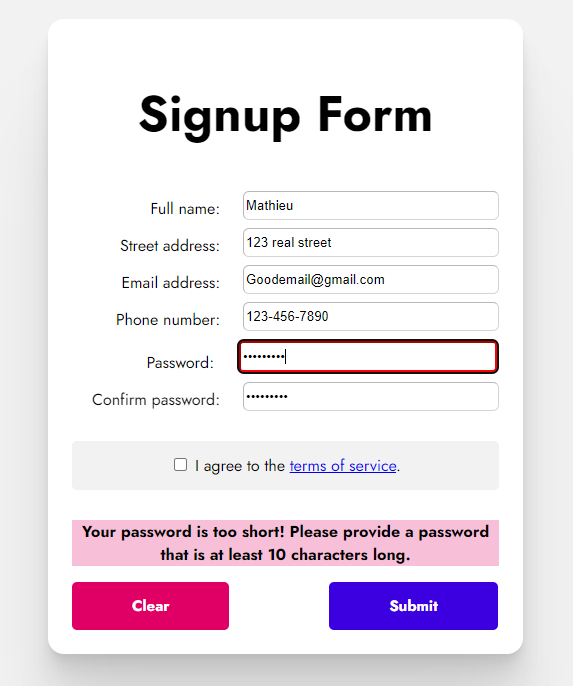 Signup Form
Full name: Mathieu
Street address: 123 real street
Email address: Goodemail@gmail.com
Phone number: 123-456-7890
Password: •••••••••
Confirm password: •••••••••
I agree to the terms of service.
Your password is too short! Please provide a password
that is at least 10 characters long.
Clear Submit